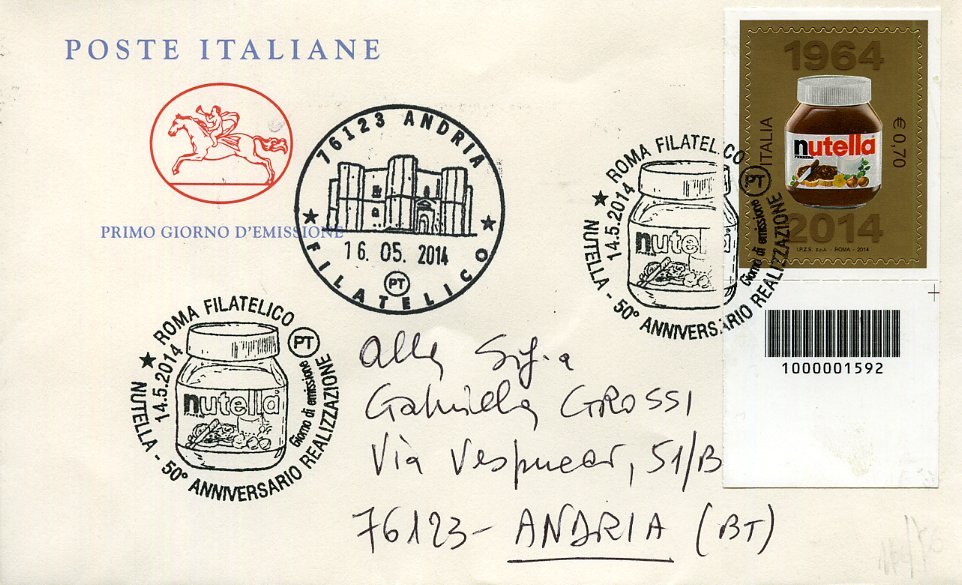 POSTE ITALIANE
PRIMO GIORNO D'EMISSIONE
76123 ANDRIA
16. 05. 2014
PT
FILATELICO
ROMA FILATELICO
14.5.2014
nutella
Giorno di emissione
NUTELLA - 50° ANNIVERSARIO REALIZZAZIONE
1964
nutella
ITALIA
€ 0,70
2014
I.P.Z.S. S.p.A. - ROMA - 2014
1000001592
ROMA FILATELICO
PT
14.5.2014
nutella
Giorno di emissione
NUTELLA - 50° ANNIVERSARIO REALIZZAZIONE
Alla Sig.a
Gabriella GROSSI
Via Vespucci, 51/B
76123- ANDRIA (BT)